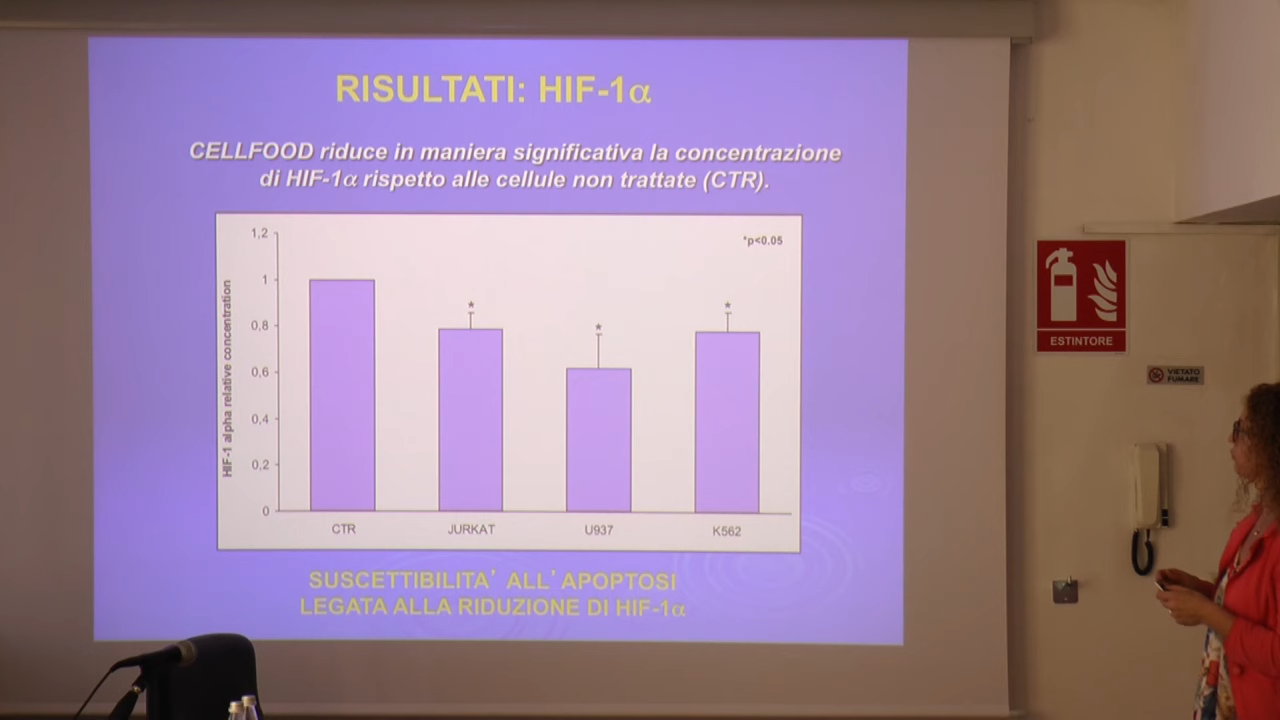 RISULTATI: HIF-1α
CELLFOOD riduce in maniera significativa la concentrazione
di HIF-1α rispetto alle cellule non trattate (CTR).
1,2
*p<0.05
1
0,8
0,6
0,4
0,2
0
HIF-1 alpha relative concentration
*
*
*
CTR
JURKAT
U937
K562
SUSCETTIBILITA' ALL'APOPTOSI
LEGATA ALLA RIDUZIONE DI HIF-1α
ESTINTORE
VIETATO
FUMARE